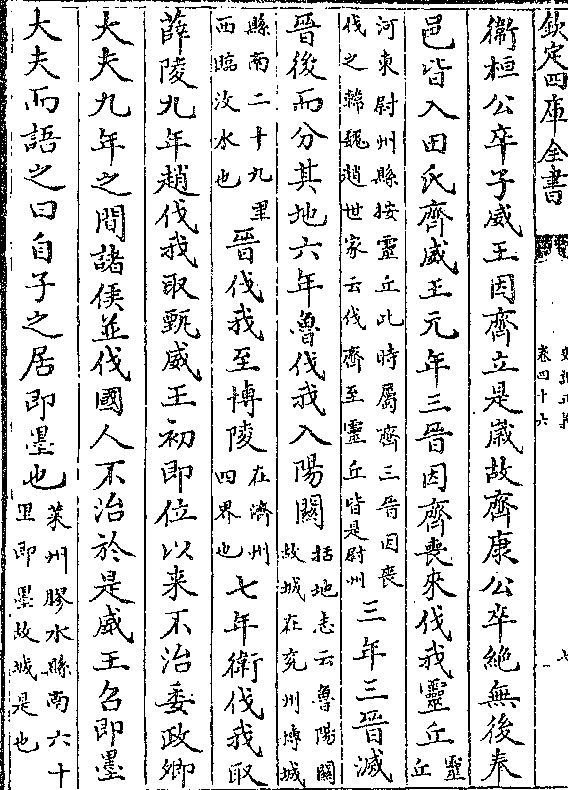 欽定四庫全書
卷四十六
衛桓公卒子威王因齊立是歲故齊康公卒絶無後奉
邑皆入田氏齊威王元年三晉因齊喪來伐我靈丘靈丘
河東尉州縣按靈丘此時屬齊三晉因喪伐之韓魏趙世家云伐齊至靈丘皆是尉州三年三晉滅
晉後而分其地六年魯伐我入陽關括地志云魯陽關故城在兖州博城
縣南二十九里西臨汶水也晉伐我至博陵在濟州四界也七年衛伐我取
薛陵九年趙伐我取甄威王初即位以来不治委政卿
大夫九年之間諸侯並伐國人不治於是威王召即墨
大夫而語之曰自子之居即墨也萊州膠水縣南六十里即墨故城是也